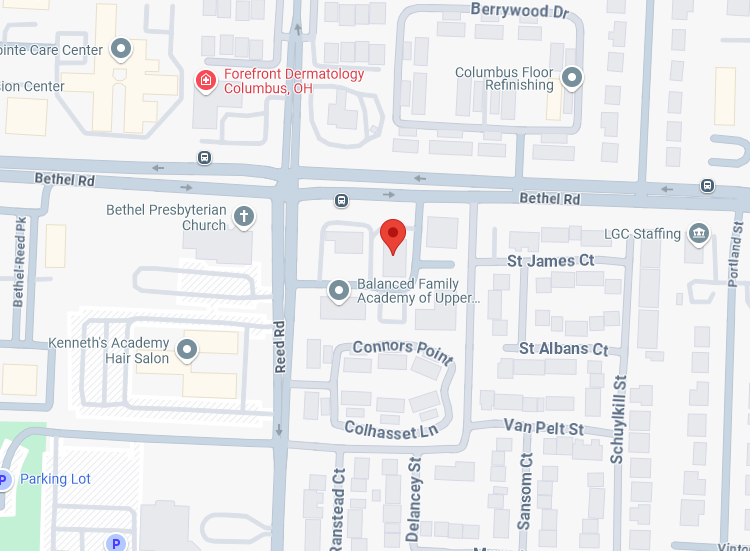 Berrywood Dr
ointe Care Center
Forefront Dermatology
Columbus, OH
Columbus Floor
Refinishing
sion Center
Bethel Rd
Bethel Rd
Bethel Presbyterian
Church
LGC Staffing
Bethel-Reed Pk
Portland St
St James Ct
Balanced Family
Academy of Upper...
Kenneth's Academy
Hair Salon
Reed Rd
Connors Point
St Albans Ct
Schuylkill St
Colhasset Ln
Van Pelt St
P
Parking Lot
Ranstead Ct
Delancey St
Sansom Ct
P